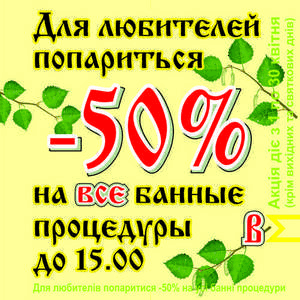 Для любителей
попариться
-50%
на все банные
процедуры
до 15.00
В
Для любителів попаритися -50% на всі банні процедури
Акція діє з 1 по 30 квітня
(крім вихідних та святкових днів)